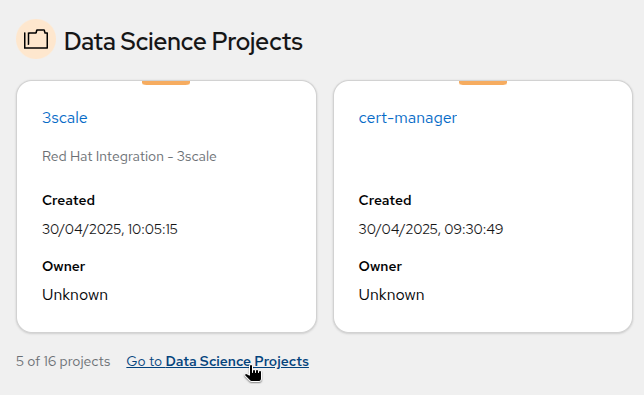 Data Science Projects
3scale
Red Hat Integration - 3scale
Created
30/04/2025, 10:05:15
Owner
Unknown
cert-manager
Created
30/04/2025, 09:30:49
Owner
Unknown
5 of 16 projects Go to Data Science Projects